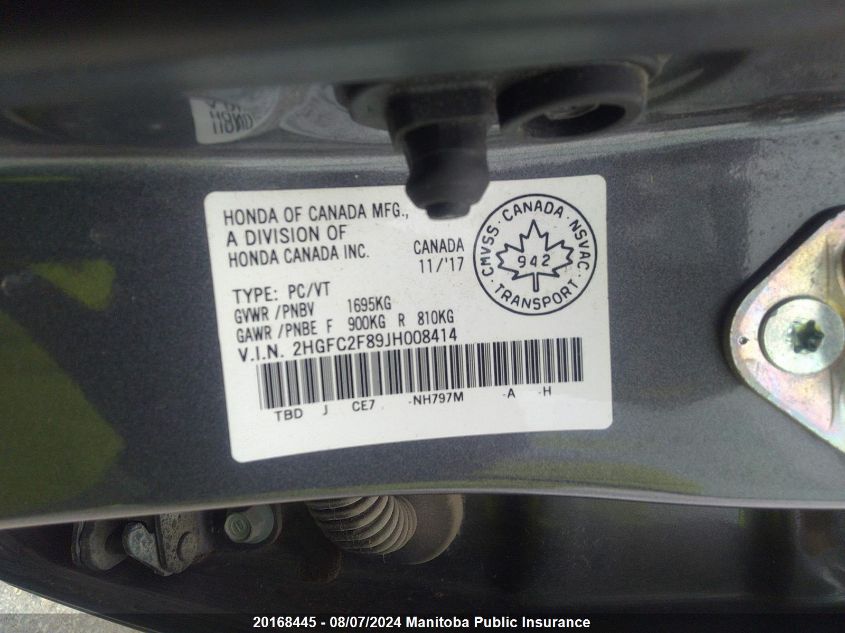 HONDA OF CANADA MFG.,
A DIVISION OF
HONDA CANADA INC.
CANADA
11/'17
CMVSS · CANADA · NSVAC
942
TRANSPORT
TYPE: PC/VT
GVWR /PNBV 1695KG
GAWR /PNBE F 900KG R 810KG
V.I.N. 2HGFC2F89JH008414
TBD J CE7 -NH797M -A -H
20168445 - 08/07/2024 Manitoba Public Insurance